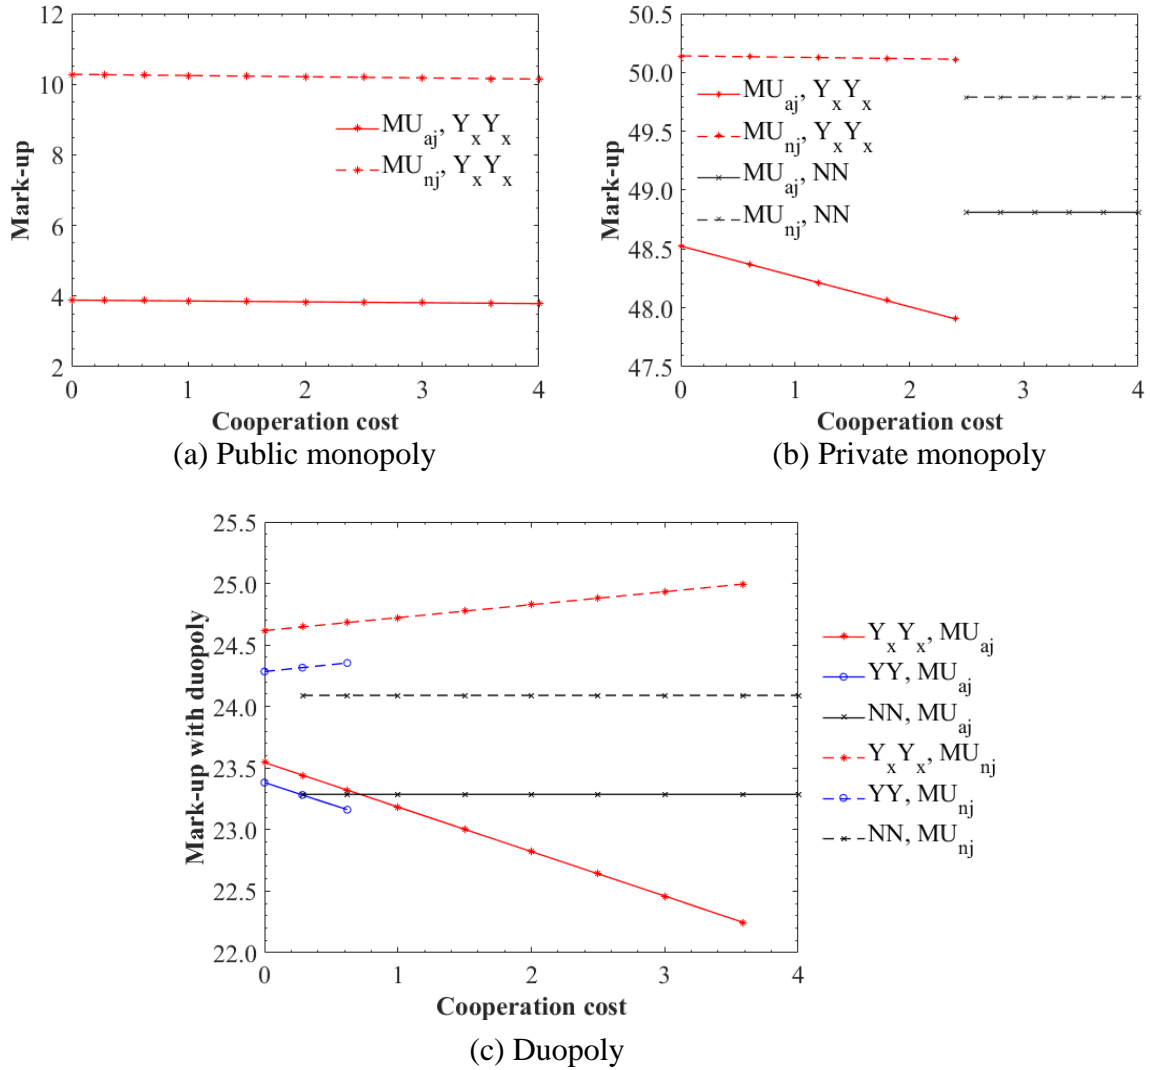 12
10
8
6
4
2
0
1
2
3
4
Mark-up
Cooperation cost
MU_aj, Y_xY_x
MU_nj, Y_xY_x
(a) Public monopoly
50.5
50.0
49.5
49.0
48.5
48.0
47.5
0
1
2
3
4
Mark-up
Cooperation cost
MU_aj, Y_xY_x
MU_nj, Y_xY_x
MU_aj, NN
MU_nj, NN
(b) Private monopoly
25.5
25.0
24.5
24.0
23.5
23.0
22.5
22.0
0
1
2
3
4
Mark-up with duopoly
Cooperation cost
Y_xY_x, MU_aj
YY, MU_aj
NN, MU_aj
Y_xY_x, MU_nj
YY, MU_nj
NN, MU_nj
(c) Duopoly